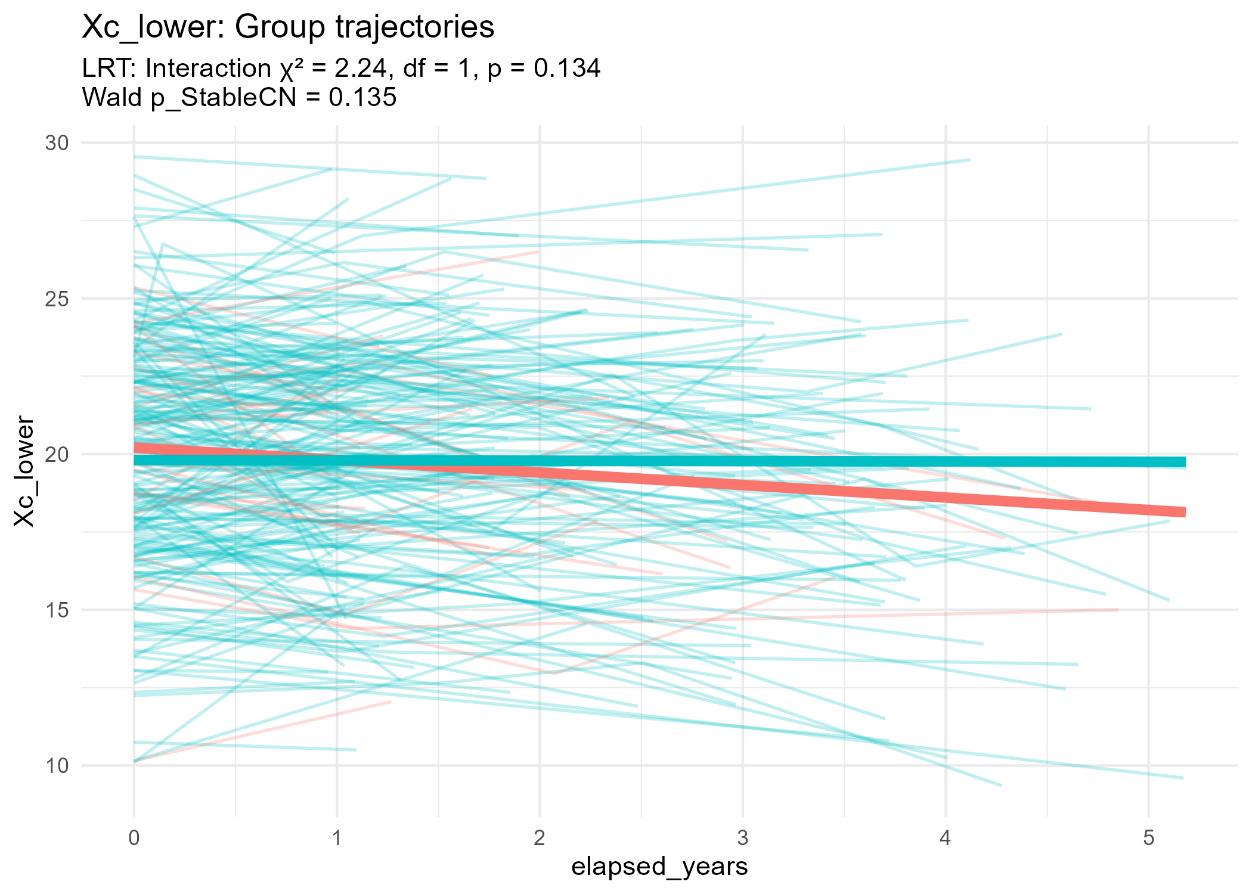 Xc_lower: Group trajectories
LRT: Interaction χ² = 2.24, df = 1, p = 0.134
Wald p_StableCN = 0.135
30
25
20
15
10
Xc_lower
0 1 2 3 4 5
elapsed_years